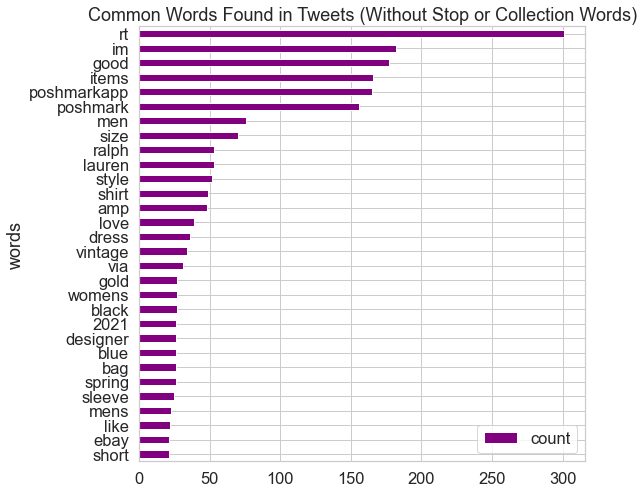 Common Words Found in Tweets (Without Stop or Collection Words)
rt
im
good
items
poshmarkapp
poshmark
men
size
ralph
lauren
style
shirt
amp
love
dress
vintage
via
gold
womens
black
2021
designer
blue
bag
spring
sleeve
mens
like
ebay
short
words
count
0 50 100 150 200 250 300